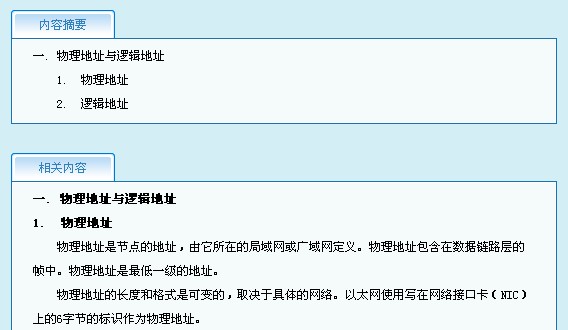 内容摘要
一. 物理地址与逻辑地址
1. 物理地址
2. 逻辑地址
相关内容
一. 物理地址与逻辑地址
1. 物理地址
物理地址是节点的地址，由它所在的局域网或广域网定义。物理地址包含在数据链路层的
帧中。物理地址是最低一级的地址。
物理地址的长度和格式是可变的，取决于具体的网络。以太网使用写在网络接口卡（NIC）
上的6字节的标识作为物理地址。